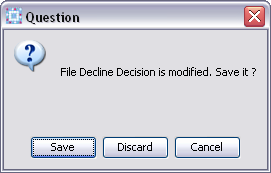 Question
File Decline Decision is modified. Save it ?
Save Discard Cancel